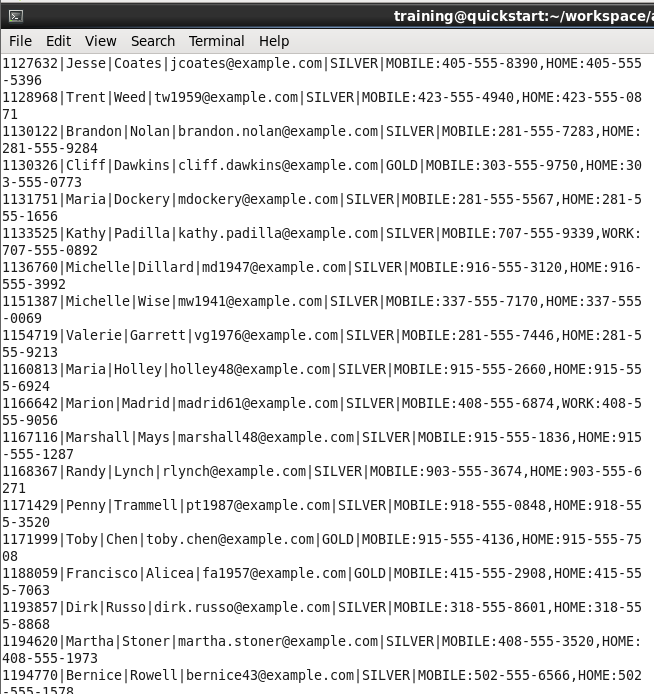 training@quickstart:~/workspace/a
File Edit View Search Terminal Help
1127632|Jesse|Coates|jcoates@example.com|SILVER|MOBILE:405-555-8390,HOME:405-555
-5396
1128968|Trent|Weed|tw1959@example.com|SILVER|MOBILE:423-555-4940,HOME:423-555-08
71
1130122|Brandon|Nolan|brandon.nolan@example.com|SILVER|MOBILE:281-555-7283,HOME:
281-555-9284
1130326|Cliff|Dawkins|cliff.dawkins@example.com|GOLD|MOBILE:303-555-9750,HOME:30
3-555-0773
1131751|Maria|Dockery|mdockery@example.com|SILVER|MOBILE:281-555-5567,HOME:281-5
55-1656
1133525|Kathy|Padilla|kathy.padilla@example.com|SILVER|MOBILE:707-555-9339,WORK:
707-555-0892
1136760|Michelle|Dillard|md1947@example.com|SILVER|MOBILE:916-555-3120,HOME:916-
555-3992
1151387|Michelle|Wise|mw1941@example.com|SILVER|MOBILE:337-555-7170,HOME:337-555
-0069
1154719|Valerie|Garrett|vg1976@example.com|SILVER|MOBILE:281-555-7446,HOME:281-5
55-9213
1160813|Maria|Holley|holley48@example.com|SILVER|MOBILE:915-555-2660,HOME:915-55
5-6924
1166642|Marion|Madrid|madrid61@example.com|SILVER|MOBILE:408-555-6874,WORK:408-5
55-9056
1167116|Marshall|Mays|marshall48@example.com|SILVER|MOBILE:915-555-1836,HOME:915
-555-1287
1168367|Randy|Lynch|rlynch@example.com|SILVER|MOBILE:903-555-3674,HOME:903-555-6
271
1171429|Penny|Trammell|pt1987@example.com|SILVER|MOBILE:918-555-0848,HOME:918-55
5-3520
1171999|Toby|Chen|toby.chen@example.com|GOLD|MOBILE:915-555-4136,HOME:915-555-75
08
1188059|Francisco|Alicea|fa1957@example.com|GOLD|MOBILE:415-555-2908,HOME:415-55
5-7063
1193857|Dirk|Russo|dirk.russo@example.com|SILVER|MOBILE:318-555-8601,HOME:318-55
5-8868
1194620|Martha|Stoner|martha.stoner@example.com|SILVER|MOBILE:408-555-3520,HOME:
408-555-1973
1194770|Bernice|Rowell|bernice43@example.com|SILVER|MOBILE:502-555-6566,HOME:502
-555-1578